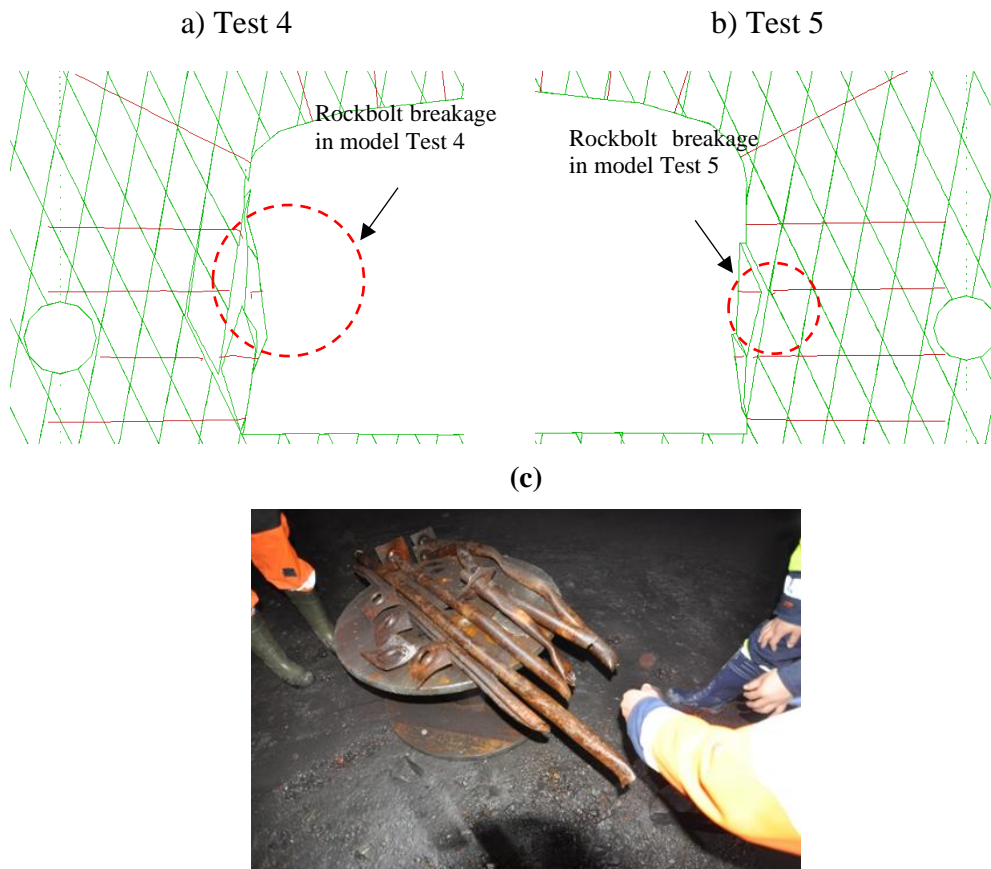 a) Test 4
b) Test 5
Rockbolt breakage
in model Test 4
Rockbolt breakage
in model Test 5
(c)